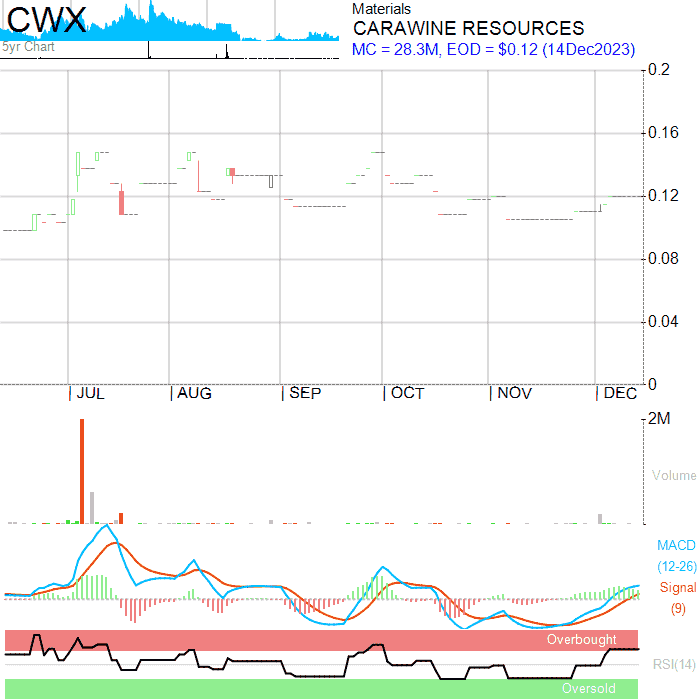 CWX
5yr Chart
Materials
CARAWINE RESOURCES
MC = 28.3M, EOD = $0.12 (14Dec2023)
0.2
0.16
0.12
0.08
0.04
0
JUL AUG SEP OCT NOV DEC
2M
Volume
MACD
(12-26)
Signal
(9)
Overbought
RSI(14)
Oversold